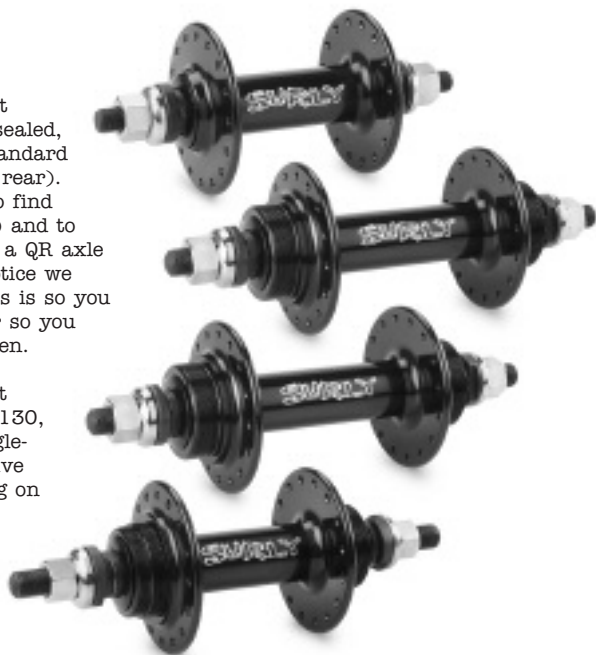 t
sealed,
andard
rear).
o find
o and to
a QR axle
tice we
s is so you
r so you
en.
t
130,
gle-
ve
g on
SURLY
SURLY
SURLY
SURLY